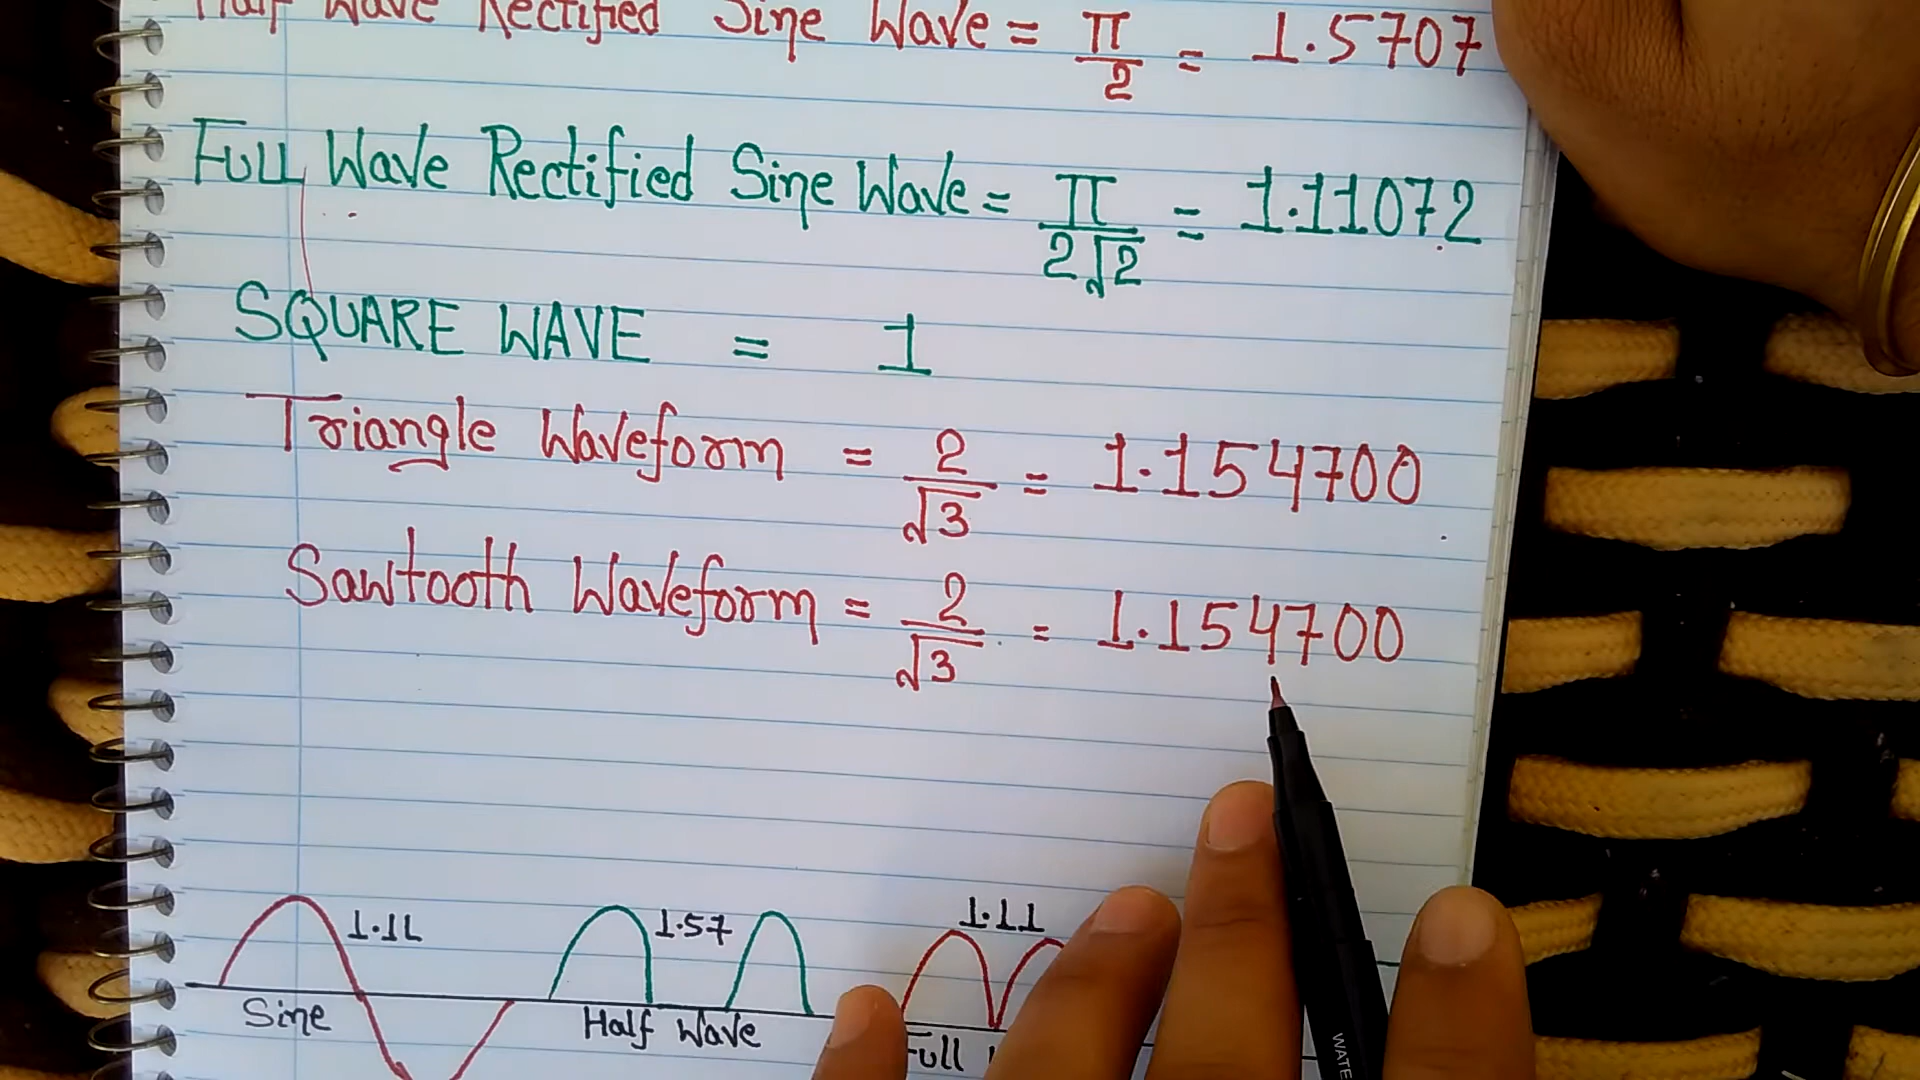 Half Wave Rectified Sine Wave = π/2 = 1.5707
Full Wave Rectified Sine Wave = π/2√2 = 1.11072
SQUARE WAVE = 1
Triangle Waveform = 2/√3 = 1.154700
Sawtooth Waveform = 2/√3 = 1.154700
1.11 1.57 1.11
Sine Half Wave Full
WATE